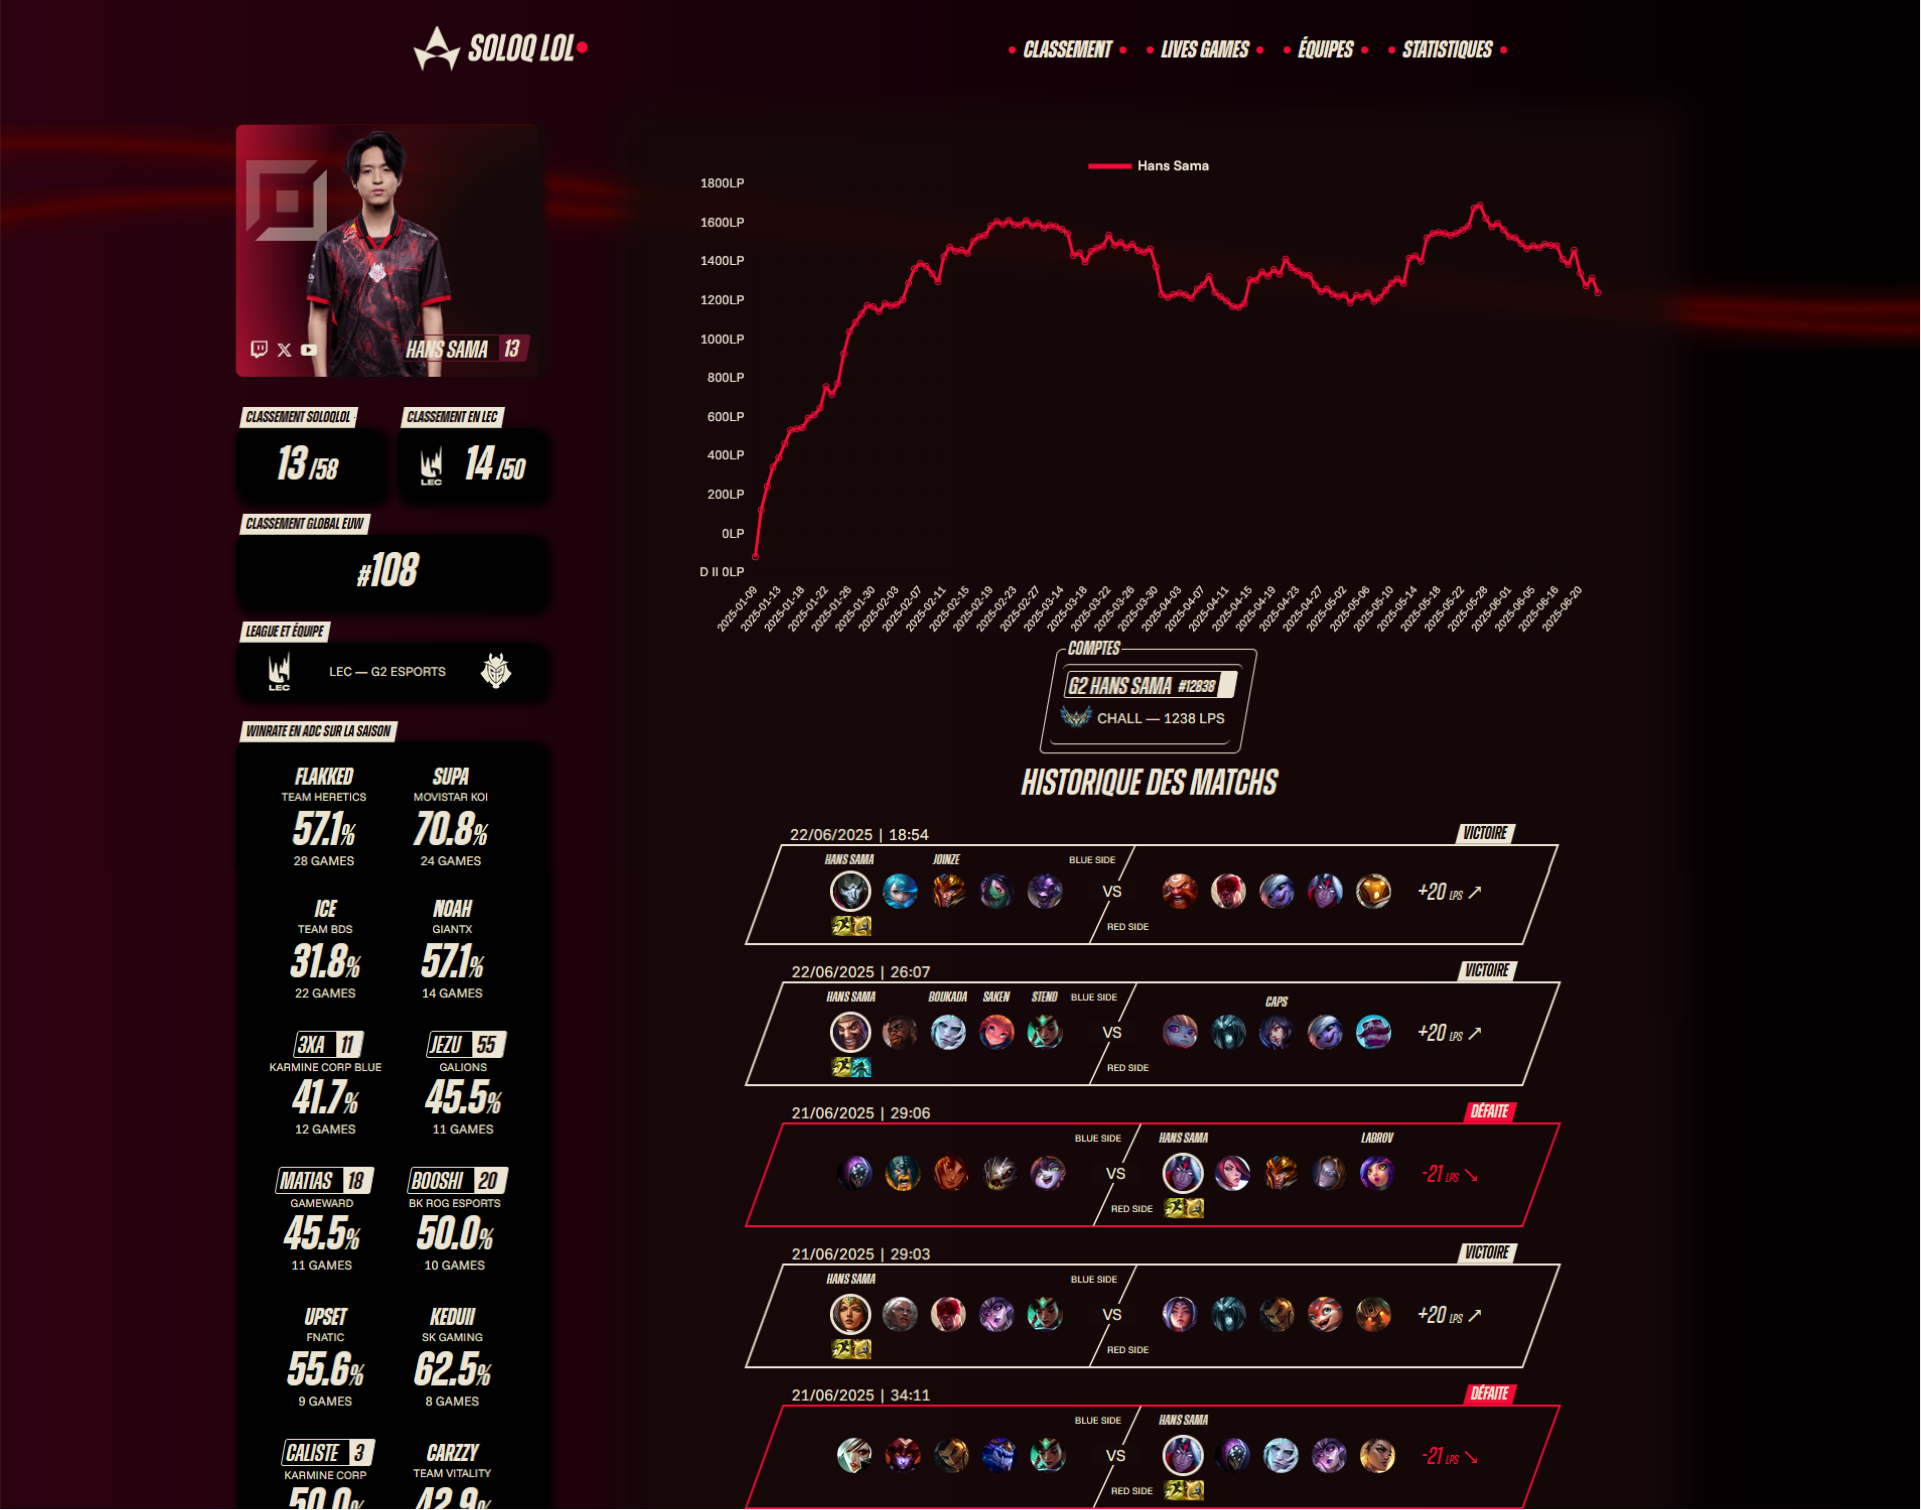 SOLOQ LOL
CLASSEMENT
LIVES GAMES
ÉQUIPES
STATISTIQUES
HANS SAMA 13
CLASSEMENT SOLOQLOL
13 /58
CLASSEMENT EN LEC
LEC
14 /50
CLASSEMENT GLOBAL EUW
#108
LEAGUE ET ÉQUIPE
LEC
LEC — G2 ESPORTS
WINRATE EN ADC SUR LA SAISON
FLAKKED
TEAM HERETICS
57.1%
28 GAMES
SUPA
MOVISTAR KOI
70.8%
24 GAMES
ICE
TEAM BDS
31.8%
22 GAMES
NOAH
GIANTX
57.1%
14 GAMES
3XA 11
KARMINE CORP BLUE
41.7%
12 GAMES
JEZU 55
GALIONS
45.5%
11 GAMES
MATIAS 18
GAMEWARD
45.5%
11 GAMES
BOOSHI 20
BK ROG ESPORTS
50.0%
10 GAMES
UPSET
FNATIC
55.6%
9 GAMES
KEDUII
SK GAMING
62.5%
8 GAMES
CALISTE 3
KARMINE CORP
50.0%
CARZZY
TEAM VITALITY
42.9%
Hans Sama
1800LP
1600LP
1400LP
1200LP
1000LP
800LP
600LP
400LP
200LP
0LP
D II 0LP
2025-01-09
2025-01-13
2025-01-18
2025-01-22
2025-01-26
2025-01-30
2025-02-03
2025-02-07
2025-02-11
2025-02-15
2025-02-19
2025-02-23
2025-02-27
2025-03-14
2025-03-18
2025-03-22
2025-03-26
2025-03-30
2025-04-03
2025-04-07
2025-04-11
2025-04-15
2025-04-19
2025-04-23
2025-04-27
2025-05-02
2025-05-06
2025-05-10
2025-05-14
2025-05-18
2025-05-22
2025-05-28
2025-06-01
2025-06-05
2025-06-16
2025-06-20
COMPTES
G2 HANS SAMA #12838
CHALL — 1238 LPS
HISTORIQUE DES MATCHS
22/06/2025 | 18:54
VICTOIRE
HANS SAMA
JOINZE
BLUE SIDE
VS
RED SIDE
+20 LPS
22/06/2025 | 26:07
VICTOIRE
HANS SAMA
BOUKADA
SAKEN
STEND
BLUE SIDE
CAPS
VS
RED SIDE
+20 LPS
21/06/2025 | 29:06
DÉFAITE
BLUE SIDE
HANS SAMA
LABROV
VS
RED SIDE
-21 LPS
21/06/2025 | 29:03
VICTOIRE
HANS SAMA
BLUE SIDE
VS
RED SIDE
+20 LPS
21/06/2025 | 34:11
DÉFAITE
BLUE SIDE
HANS SAMA
VS
RED SIDE
-21 LPS